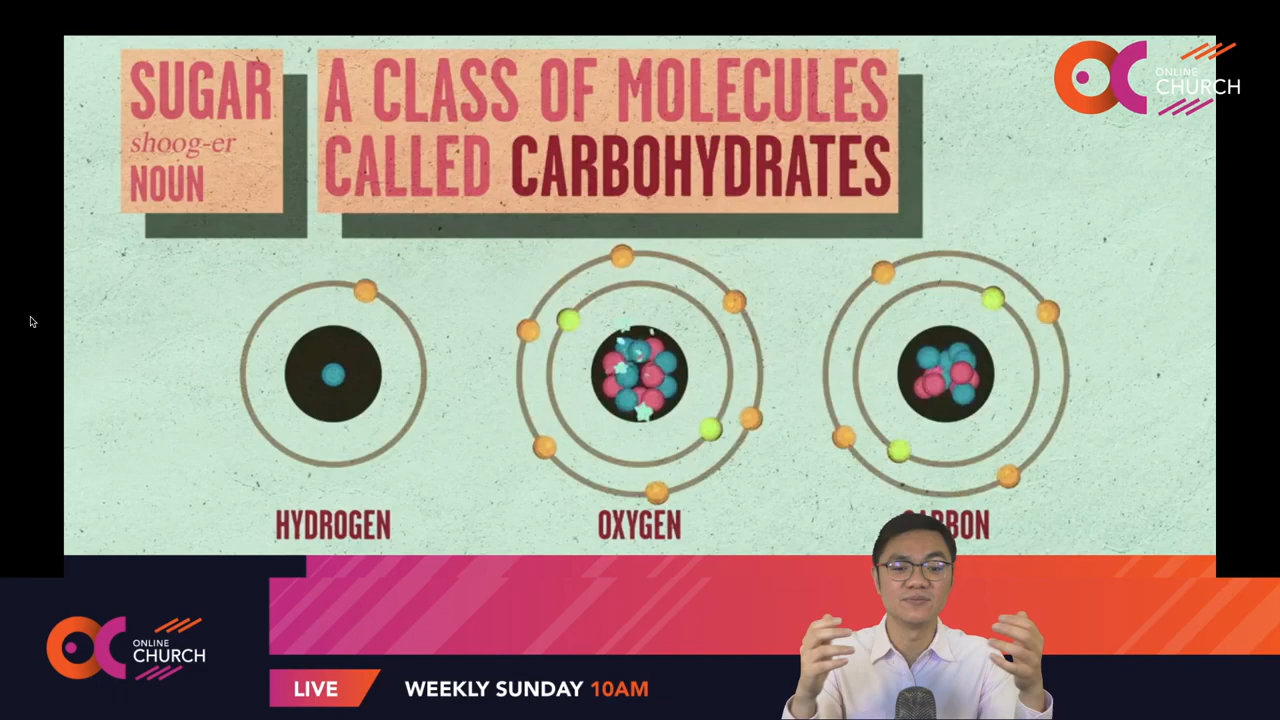 SUGAR
shoog-er
NOUN
A CLASS OF MOLECULES
CALLED CARBOHYDRATES
ONLINE
CHURCH
HYDROGEN
OXYGEN
CARBON
ONLINE
CHURCH
LIVE
WEEKLY SUNDAY 10AM